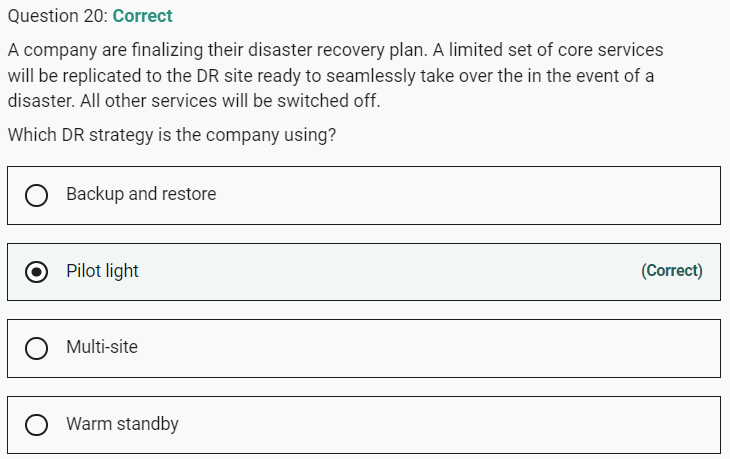 Question 20: Correct
A company are finalizing their disaster recovery plan. A limited set of core services
will be replicated to the DR site ready to seamlessly take over the in the event of a
disaster. All other services will be switched off.
Which DR strategy is the company using?
Backup and restore
Pilot light (Correct)
Multi-site
Warm standby